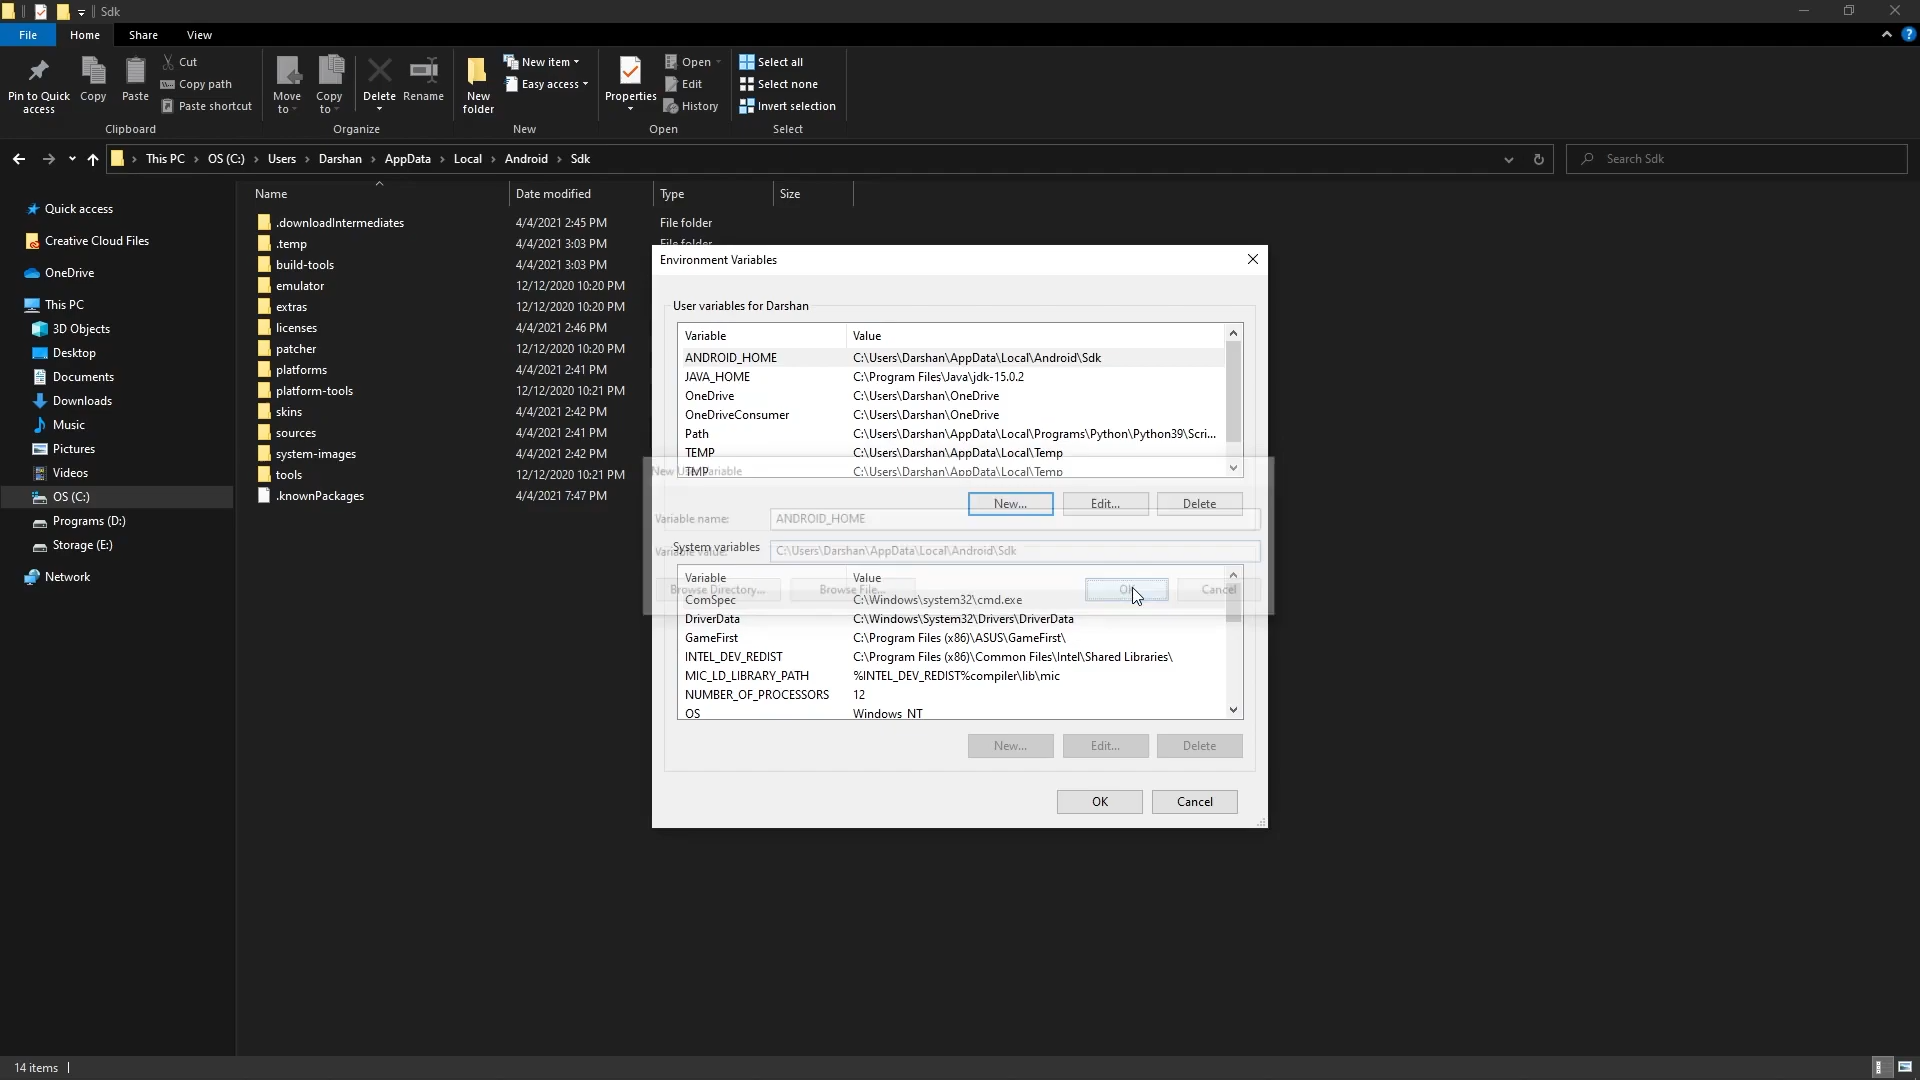 Sdk
File Home Share View
Pin to Quick access
Copy
Paste
Cut
Copy path
Paste shortcut
Clipboard
Move to
Copy to
Delete
Rename
Organize
New folder
New item
Easy access
New
Properties
Open
Edit
History
Open
Select all
Select none
Invert selection
Select
This PC › OS (C:) › Users › Darshan › AppData › Local › Android › Sdk
Search Sdk
Quick access
Creative Cloud Files
OneDrive
This PC
3D Objects
Desktop
Documents
Downloads
Music
Pictures
Videos
OS (C:)
Programs (D:)
Storage (E:)
Network
Name Date modified Type Size
.downloadIntermediates 4/4/2021 2:45 PM File folder
.temp 4/4/2021 3:03 PM File folder
build-tools 4/4/2021 3:03 PM
emulator 12/12/2020 10:20 PM
extras 12/12/2020 10:20 PM
licenses 4/4/2021 2:46 PM
patcher 12/12/2020 10:20 PM
platforms 4/4/2021 2:41 PM
platform-tools 12/12/2020 10:21 PM
skins 4/4/2021 2:42 PM
sources 4/4/2021 2:41 PM
system-images 4/4/2021 2:42 PM
tools 12/12/2020 10:21 PM
.knownPackages 4/4/2021 7:47 PM
Environment Variables
User variables for Darshan
Variable Value
ANDROID_HOME C:\Users\Darshan\AppData\Local\Android\Sdk
JAVA_HOME C:\Program Files\Java\jdk-15.0.2
OneDrive C:\Users\Darshan\OneDrive
OneDriveConsumer C:\Users\Darshan\OneDrive
Path C:\Users\Darshan\AppData\Local\Programs\Python\Python39\Scri...
TEMP C:\Users\Darshan\AppData\Local\Temp
TMP C:\Users\Darshan\AppData\Local\Temp
New User Variable
New... Edit... Delete
Variable name: ANDROID_HOME
System variables
Variable value: C:\Users\Darshan\AppData\Local\Android\Sdk
Variable Value
Browse Directory... Browse File... OK Cancel
ComSpec C:\Windows\system32\cmd.exe
DriverData C:\Windows\System32\Drivers\DriverData
GameFirst C:\Program Files (x86)\ASUS\GameFirst\
INTEL_DEV_REDIST C:\Program Files (x86)\Common Files\Intel\Shared Libraries\
MIC_LD_LIBRARY_PATH %INTEL_DEV_REDIST%compiler\lib\mic
NUMBER_OF_PROCESSORS 12
OS Windows_NT
New... Edit... Delete
OK Cancel
14 items